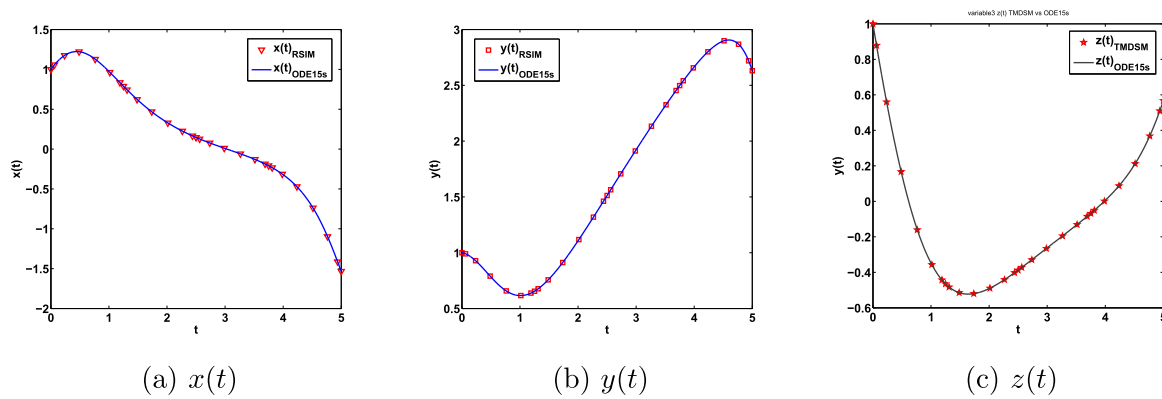 1.5
1
0.5
0
−0.5
−1
−1.5
−2
0 1 2 3 4 5
x(t)
t
x(t)RSIM
x(t)ODE15s
(a) x(t)
3
2.5
2
1.5
1
0.5
0 1 2 3 4 5
y(t)
t
y(t)RSIM
y(t)ODE15s
(b) y(t)
variable3 z(t) TMDSM vs ODE15s
1
0.8
0.6
0.4
0.2
0
−0.2
−0.4
−0.6
0 1 2 3 4 5
y(t)
t
z(t)TMDSM
z(t)ODE15s
(c) z(t)